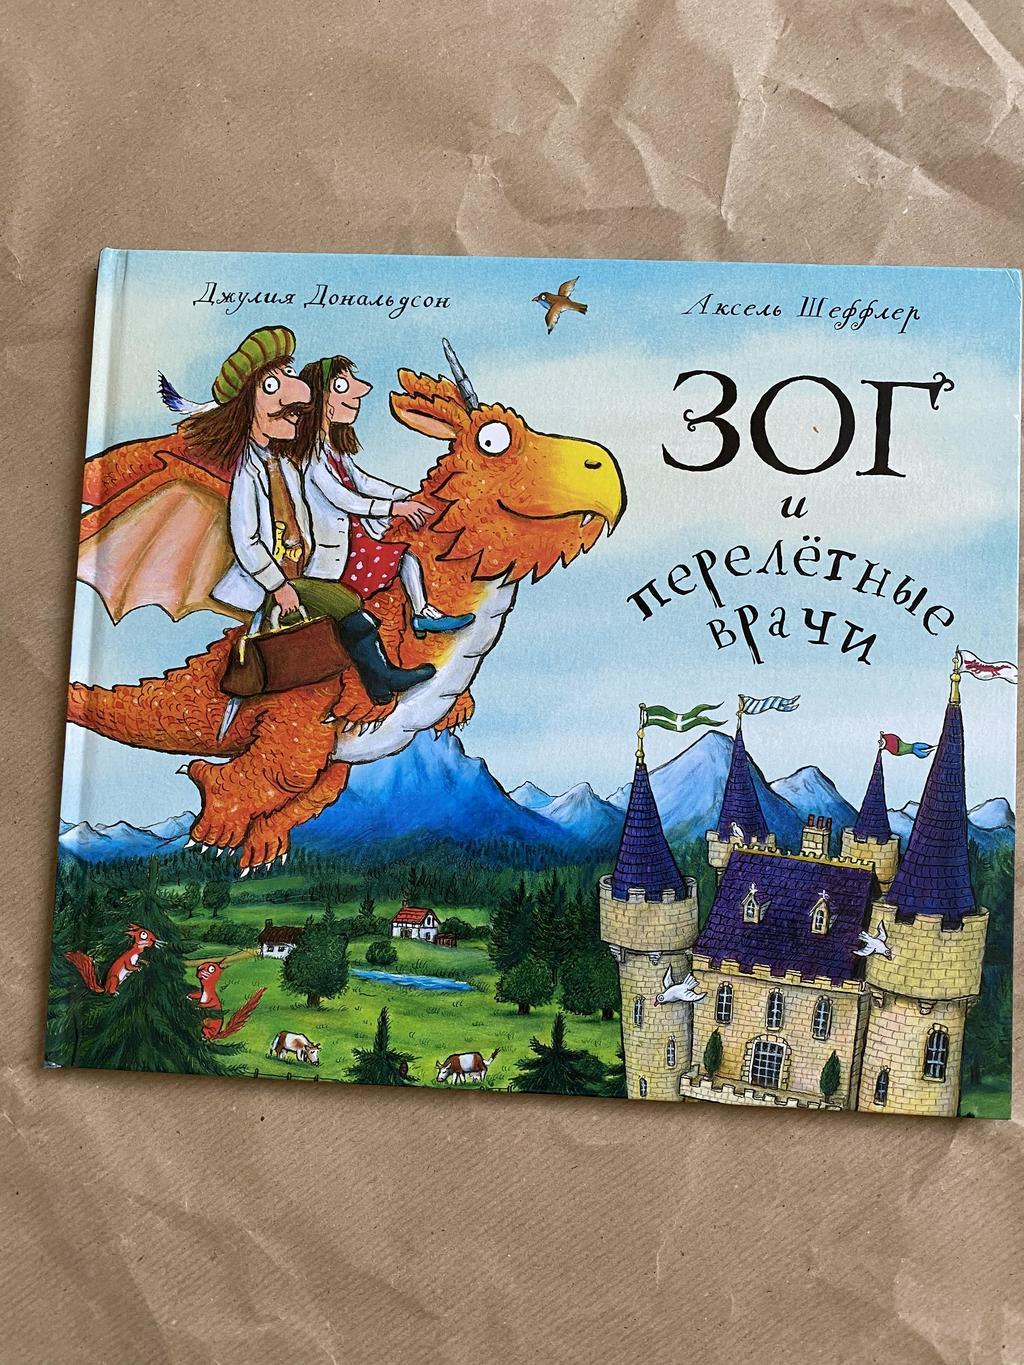 Джулия Дональдсон
Аксель Шеффлер
ЗОГ
и
перелётные
врачи